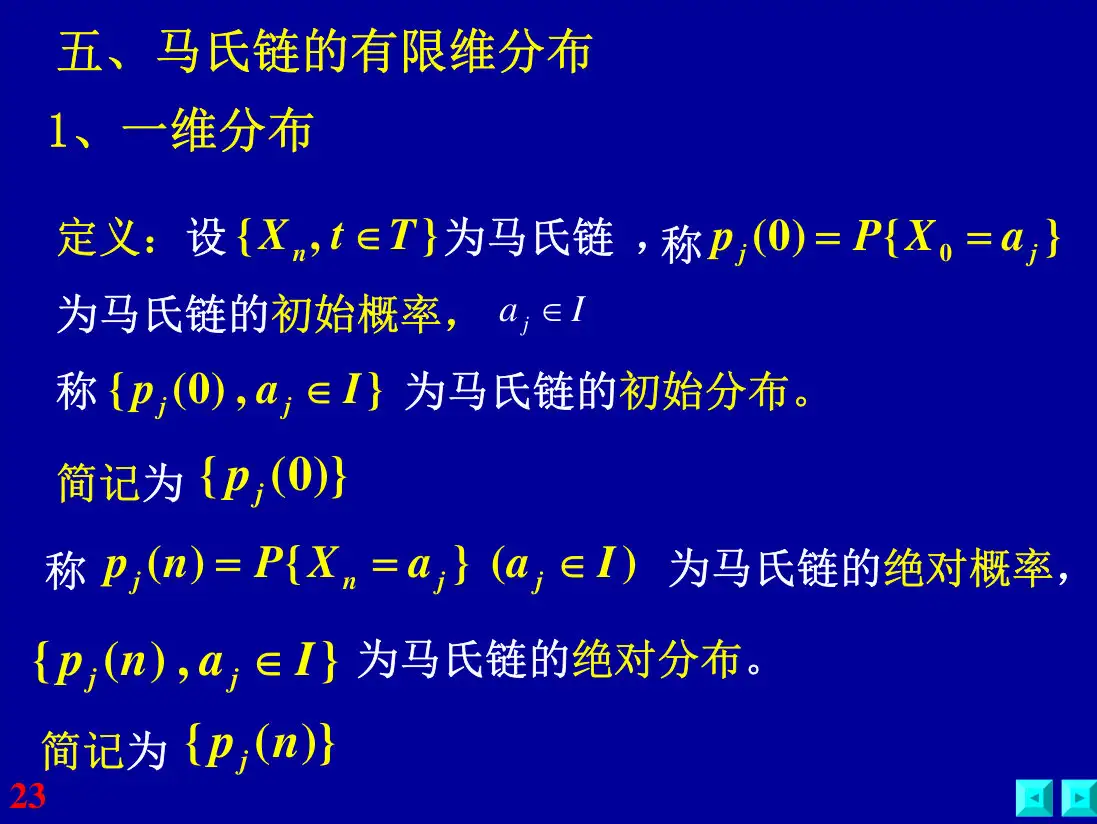 五、马氏链的有限维分布
1、一维分布
定义：设 {X_n, t ∈ T} 为马氏链 ，称 p_j(0) = P{X_0 = a_j}
为马氏链的初始概率， a_j ∈ I
称 {p_j(0) , a_j ∈ I} 为马氏链的初始分布。
简记为 {p_j(0)}
称 p_j(n) = P{X_n = a_j} (a_j ∈ I) 为马氏链的绝对概率，
{p_j(n) , a_j ∈ I} 为马氏链的绝对分布。
简记为 {p_j(n)}
23